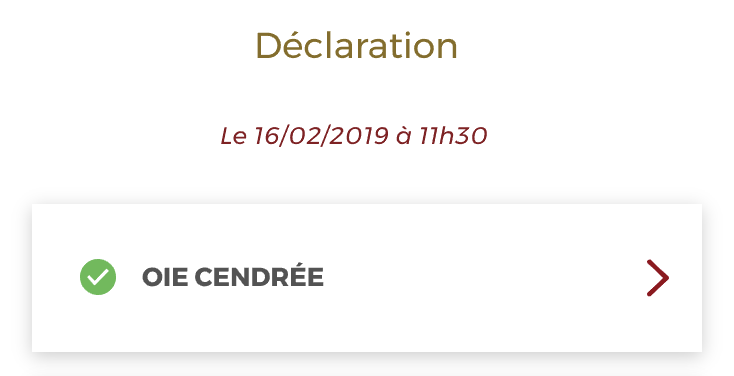 Déclaration
Le 16/02/2019 à 11h30
OIE CENDRÉE